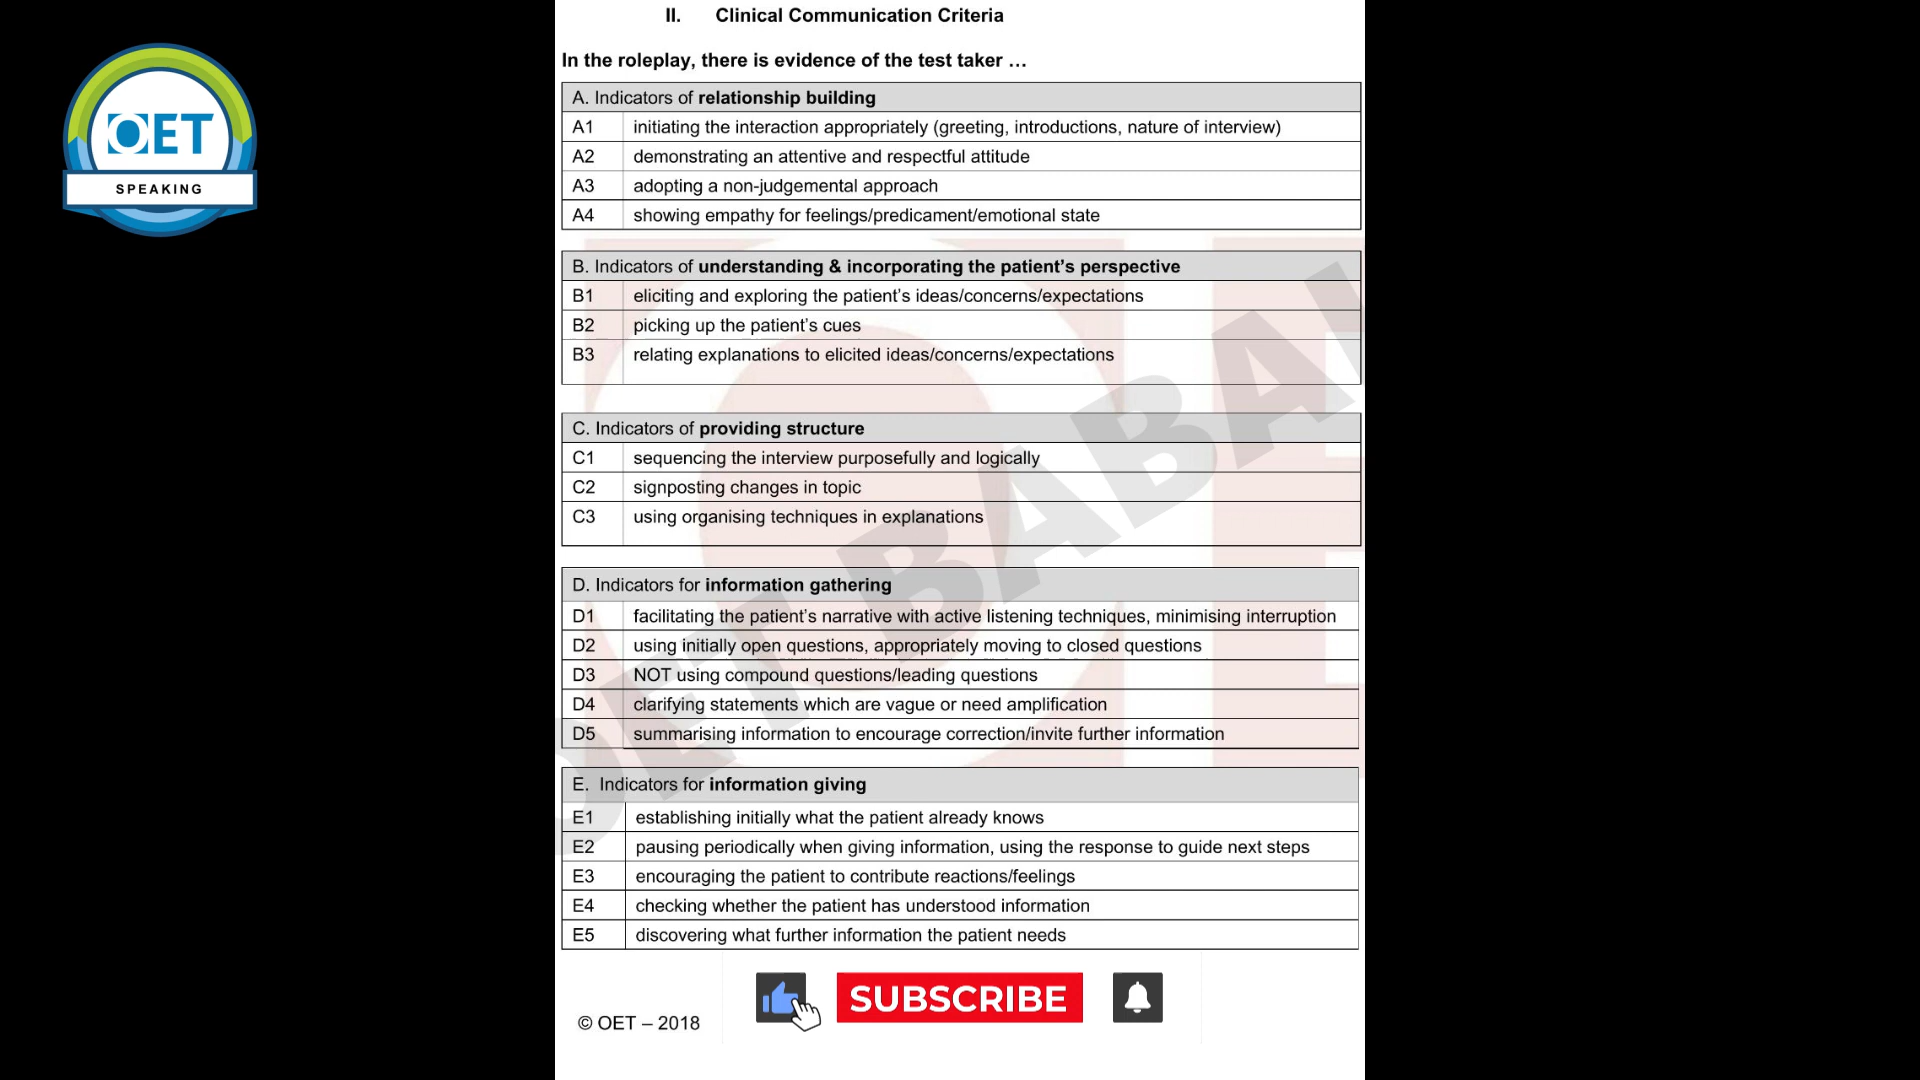 OET
SPEAKING
II. Clinical Communication Criteria
In the roleplay, there is evidence of the test taker …
A. Indicators of relationship building
A1 initiating the interaction appropriately (greeting, introductions, nature of interview)
A2 demonstrating an attentive and respectful attitude
A3 adopting a non-judgemental approach
A4 showing empathy for feelings/predicament/emotional state
B. Indicators of understanding & incorporating the patient’s perspective
B1 eliciting and exploring the patient’s ideas/concerns/expectations
B2 picking up the patient’s cues
B3 relating explanations to elicited ideas/concerns/expectations
C. Indicators of providing structure
C1 sequencing the interview purposefully and logically
C2 signposting changes in topic
C3 using organising techniques in explanations
D. Indicators for information gathering
D1 facilitating the patient’s narrative with active listening techniques, minimising interruption
D2 using initially open questions, appropriately moving to closed questions
D3 NOT using compound questions/leading questions
D4 clarifying statements which are vague or need amplification
D5 summarising information to encourage correction/invite further information
E. Indicators for information giving
E1 establishing initially what the patient already knows
E2 pausing periodically when giving information, using the response to guide next steps
E3 encouraging the patient to contribute reactions/feelings
E4 checking whether the patient has understood information
E5 discovering what further information the patient needs
SUBSCRIBE
© OET – 2018
OET BABA